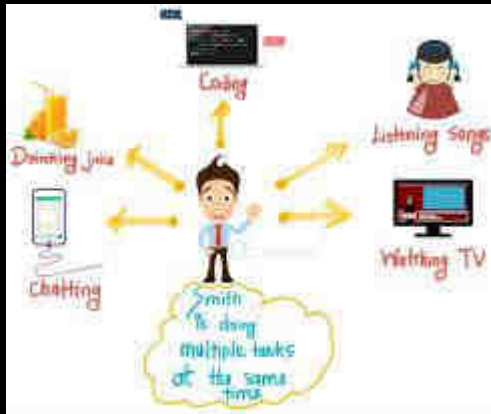 Coding
Listening songs
Drinking juice
Chatting
Watching TV
Smith
is doing
multiple tasks
at the same
time